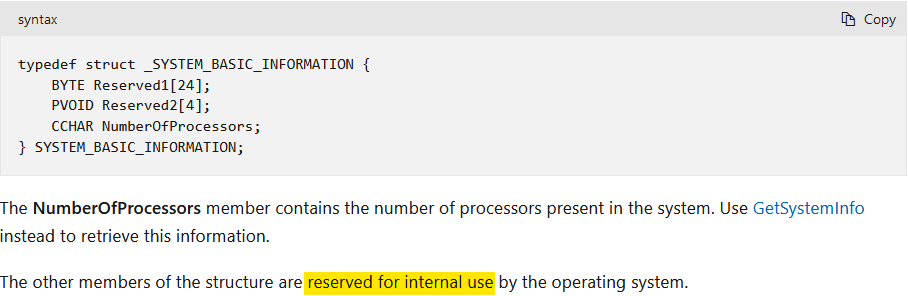 syntax
Copy
typedef struct _SYSTEM_BASIC_INFORMATION {
    BYTE Reserved1[24];
    PVOID Reserved2[4];
    CCHAR NumberOfProcessors;
} SYSTEM_BASIC_INFORMATION;
The NumberOfProcessors member contains the number of processors present in the system. Use GetSystemInfo
instead to retrieve this information.
The other members of the structure are reserved for internal use by the operating system.